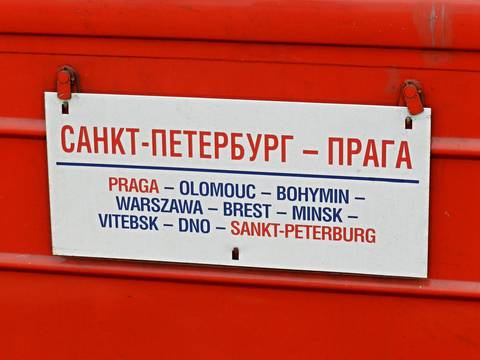 САНКТ-ПЕТЕРБУРГ – ПРАГА
PRAGA – OLOMOUC – BOHYMIN –
WARSZAWA – BREST – MINSK –
VITEBSK – DNO – SANKT-PETERBURG